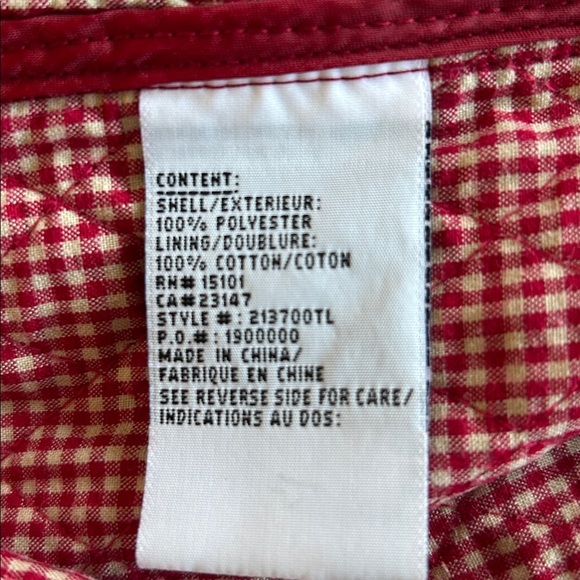 CONTENT:
SHELL/EXTERIEUR:
100% POLYESTER
LINING/DOUBLURE:
100% COTTON/COTON
RN# 15101
CA#23147
STYLE #: 213700TL
P.O.#: 1900000
MADE IN CHINA/
FABRIQUE EN CHINE
SEE REVERSE SIDE FOR CARE/
INDICATIONS AU DOS: